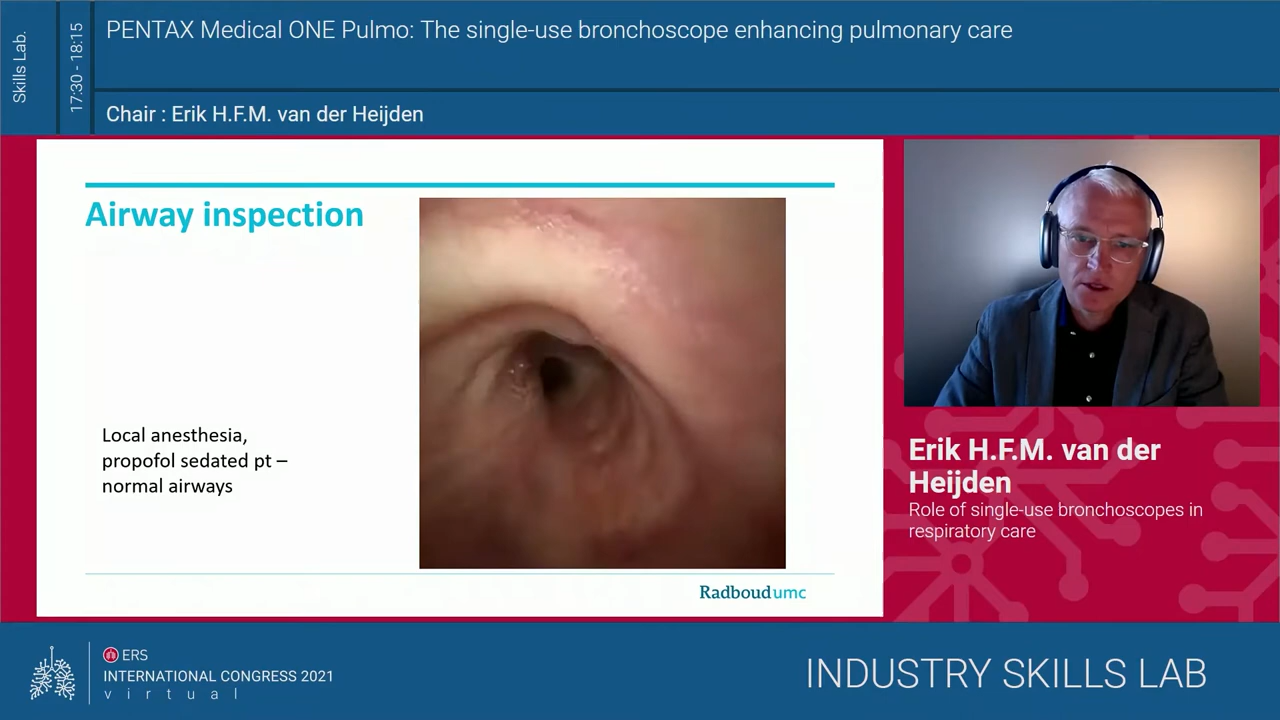 Skills Lab.
17:30 - 18:15
PENTAX Medical ONE Pulmo: The single-use bronchoscope enhancing pulmonary care
Chair : Erik H.F.M. van der Heijden
Airway inspection
Local anesthesia,
propofol sedated pt –
normal airways
Radboudumc
Erik H.F.M. van der
Heijden
Role of single-use bronchoscopes in
respiratory care
ERS
INTERNATIONAL CONGRESS 2021
virtual
INDUSTRY SKILLS LAB